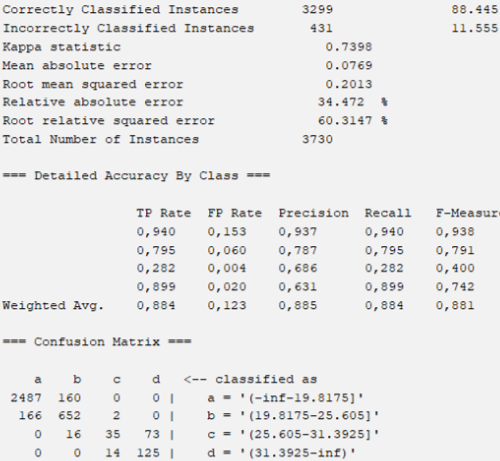 Correctly Classified Instances 3299 88.445
Incorrectly Classified Instances 431 11.555
Kappa statistic 0.7398
Mean absolute error 0.0769
Root mean squared error 0.2013
Relative absolute error 34.472 %
Root relative squared error 60.3147 %
Total Number of Instances 3730
=== Detailed Accuracy By Class ===
TP Rate FP Rate Precision Recall F-Measure
0,940 0,153 0,937 0,940 0,938
0,795 0,060 0,787 0,795 0,791
0,282 0,004 0,686 0,282 0,400
0,899 0,020 0,631 0,899 0,742
Weighted Avg. 0,884 0,123 0,885 0,884 0,881
=== Confusion Matrix ===
a b c d <-- classified as
2487 160 0 0 | a = '(-inf-19.8175]'
166 652 2 0 | b = '(19.8175-25.605]'
0 16 35 73 | c = '(25.605-31.3925]'
0 0 14 125 | d = '(31.3925-inf)'